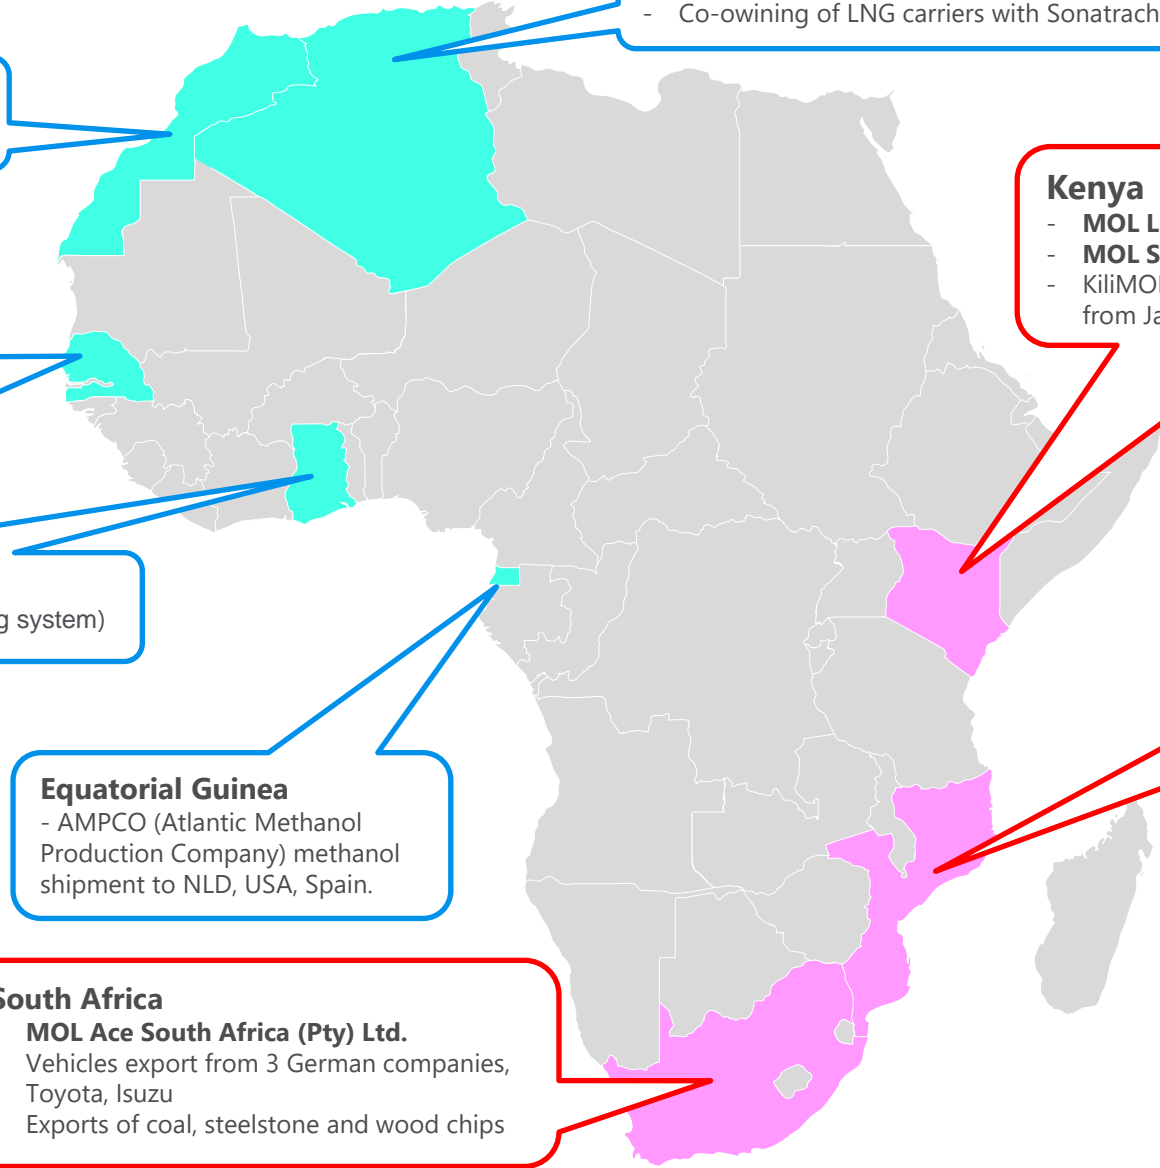 - Co-owining of LNG carriers with Sonatrach
Kenya
- MOL L
- MOL S
- KiliMO
from Ja
g system)
Equatorial Guinea
- AMPCO (Atlantic Methanol
Production Company) methanol
shipment to NLD, USA, Spain.
South Africa
MOL Ace South Africa (Pty) Ltd.
Vehicles export from 3 German companies,
Toyota, Isuzu
Exports of coal, steelstone and wood chips